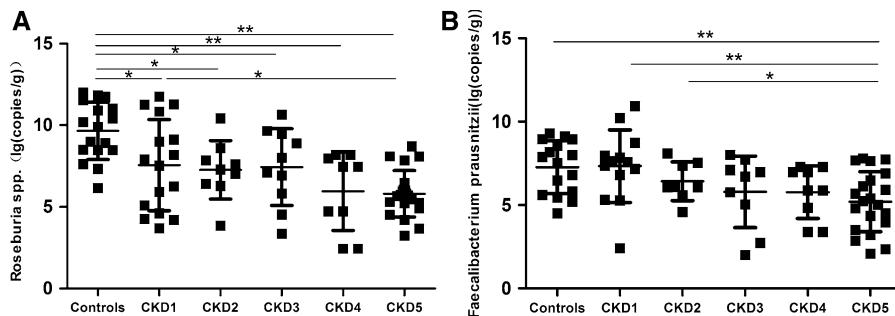 A
Roseburia spp.（lg(copies/g)）
15
10
5
0
**
**
*
*
*
*
Controls CKD1 CKD2 CKD3 CKD4 CKD5
B
Faecalibacterium prausnitzii(lg(copies/g))
15
10
5
0
**
**
*
Controls CKD1 CKD2 CKD3 CKD4 CKD5